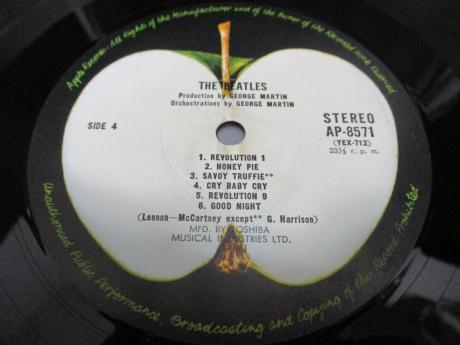 Apple Records - All Rights of the Manufacturer and of the Owner of the Recorded Work Reserved
THE BEATLES
Production by GEORGE MARTIN
Orchestrations by GEORGE MARTIN
SIDE 4
STEREO
AP-8571
(YEX-712)
33⅓ r. p. m.
1. REVOLUTION 1
2. HONEY PIE
3. SAVOY TRUFFIE**
4. CRY BABY CRY
5. REVOLUTION 9
6. GOOD NIGHT
(Lennon—McCartney except** G. Harrison)
MFD. BY TOSHIBA
MUSICAL INDUSTRIES LTD.
Unauthorised Public Performance, Broadcasting and Copying of this Record Prohibited